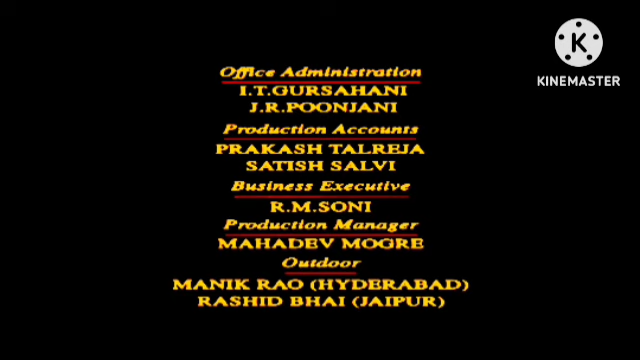 KINEMASTER
Office Administration
I.T.GURSAHANI
J.R.POONJANI
Production Accounts
PRAKASH TALREJA
SATISH SALVI
Business Executive
R.M.SONI
Production Manager
MAHADEV MOGRE
Outdoor
MANIK RAO (HYDERABAD)
RASHID BHAI (JAIPUR)